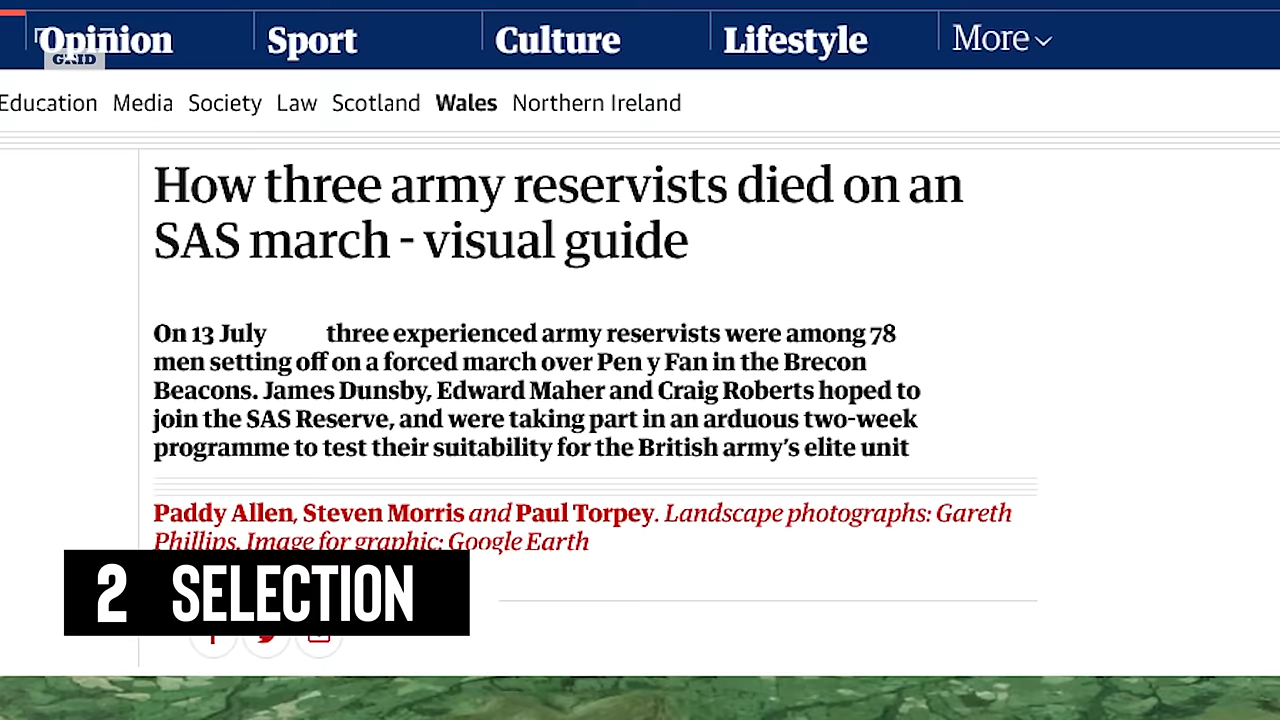 Opinion Sport Culture Lifestyle More
GRID
Education Media Society Law Scotland Wales Northern Ireland
How three army reservists died on an
SAS march - visual guide
On 13 July three experienced army reservists were among 78
men setting off on a forced march over Pen y Fan in the Brecon
Beacons. James Dunsby, Edward Maher and Craig Roberts hoped to
join the SAS Reserve, and were taking part in an arduous two-week
programme to test their suitability for the British army's elite unit
Paddy Allen, Steven Morris and Paul Torpey. Landscape photographs: Gareth
Phillips. Image for graphic: Google Earth
2 SELECTION